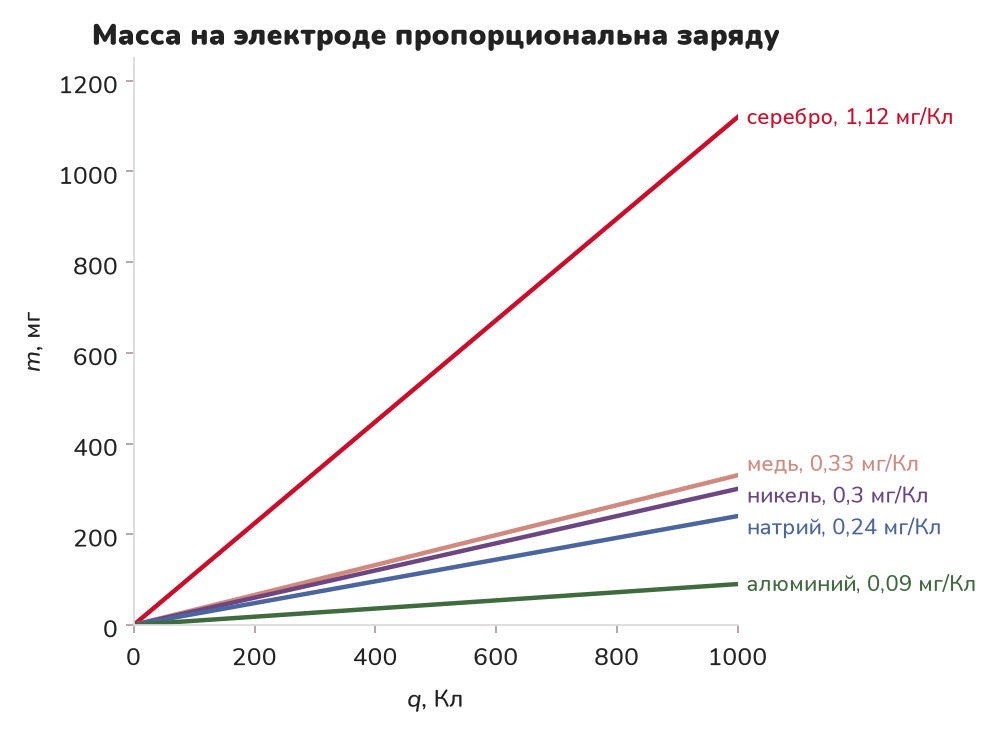 Масса на электроде пропорциональна заряду
m, мг
1200
1000
800
600
400
200
0
серебро, 1,12 мг/Кл
медь, 0,33 мг/Кл
никель, 0,3 мг/Кл
натрий, 0,24 мг/Кл
алюминий, 0,09 мг/Кл
0 200 400 600 800 1000
q, Кл